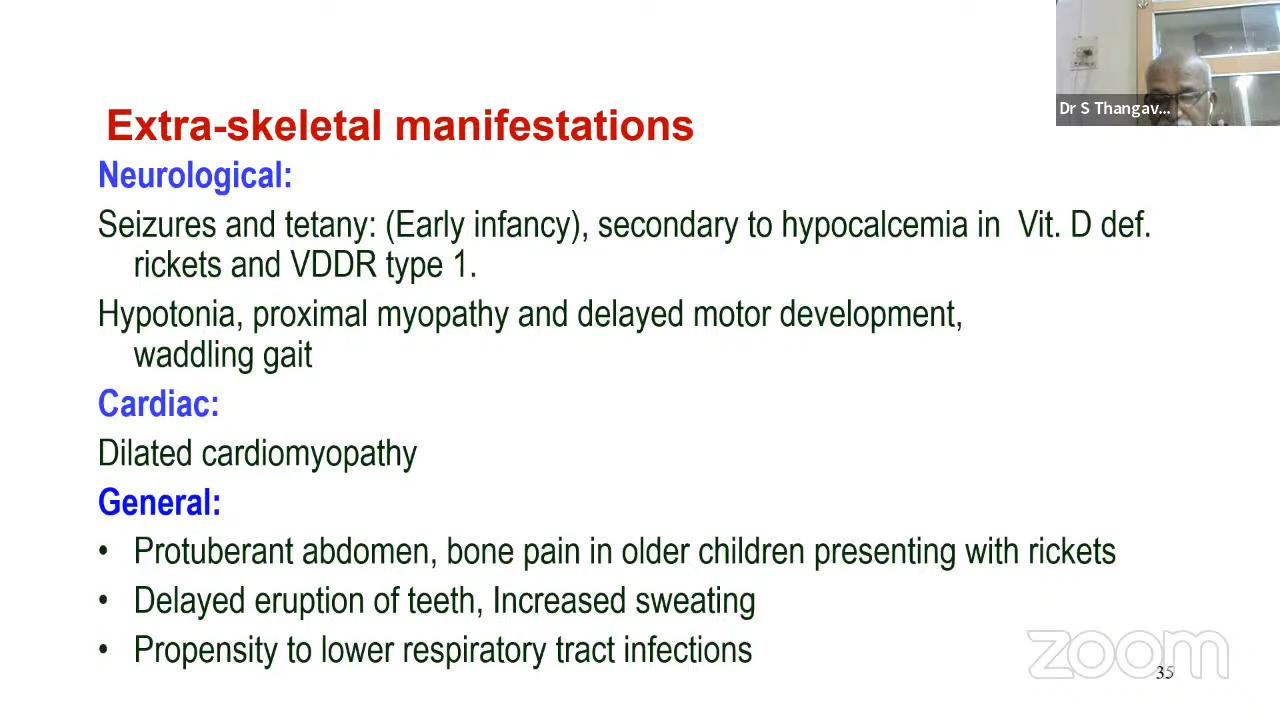 Dr S Thangav...
Extra-skeletal manifestations
Neurological:
Seizures and tetany: (Early infancy), secondary to hypocalcemia in Vit. D def.
rickets and VDDR type 1.
Hypotonia, proximal myopathy and delayed motor development,
waddling gait
Cardiac:
Dilated cardiomyopathy
General:
• Protuberant abdomen, bone pain in older children presenting with rickets
• Delayed eruption of teeth, Increased sweating
• Propensity to lower respiratory tract infections
zoom
35